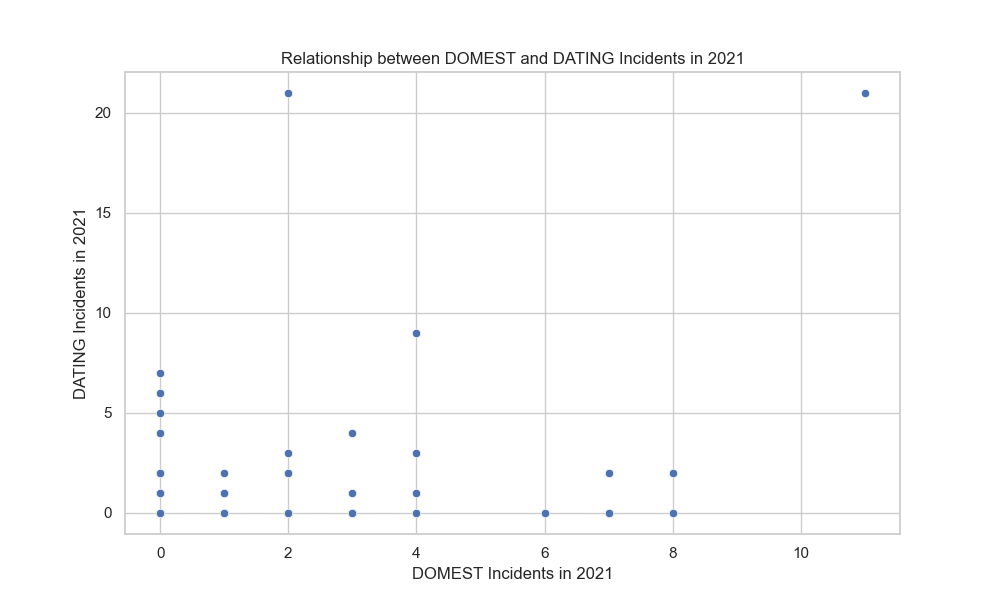 Relationship between DOMEST and DATING Incidents in 2021
20
15
10
5
0
DATING Incidents in 2021
0 2 4 6 8 10
DOMEST Incidents in 2021